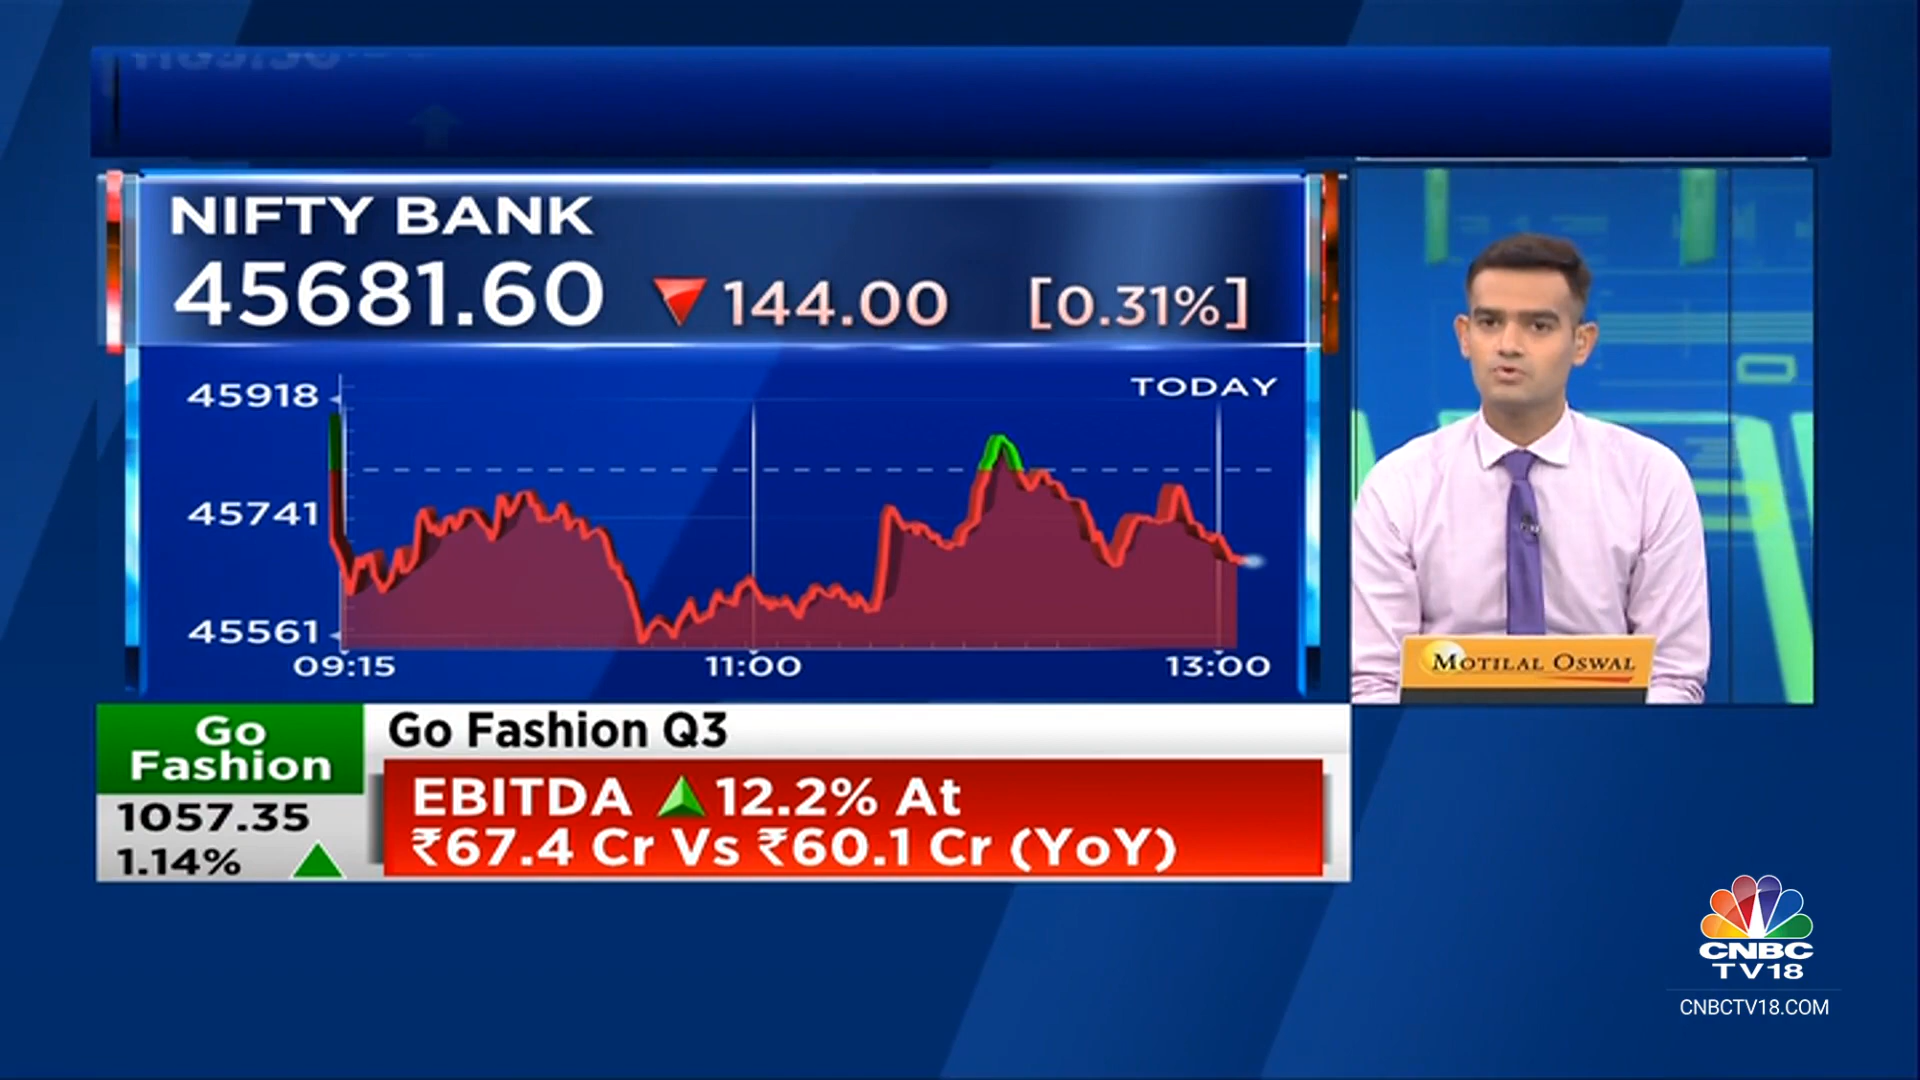 NIFTY BANK
45681.60 ▼ 144.00 [0.31%]
TODAY
45918
45741
45561
09:15 11:00 13:00
MOTILAL OSWAL
Go
Fashion
1057.35
1.14% ▲
Go Fashion Q3
EBITDA ▲ 12.2% At
₹67.4 Cr Vs ₹60.1 Cr (YoY)
CNBC
TV18
CNBCTV18.COM